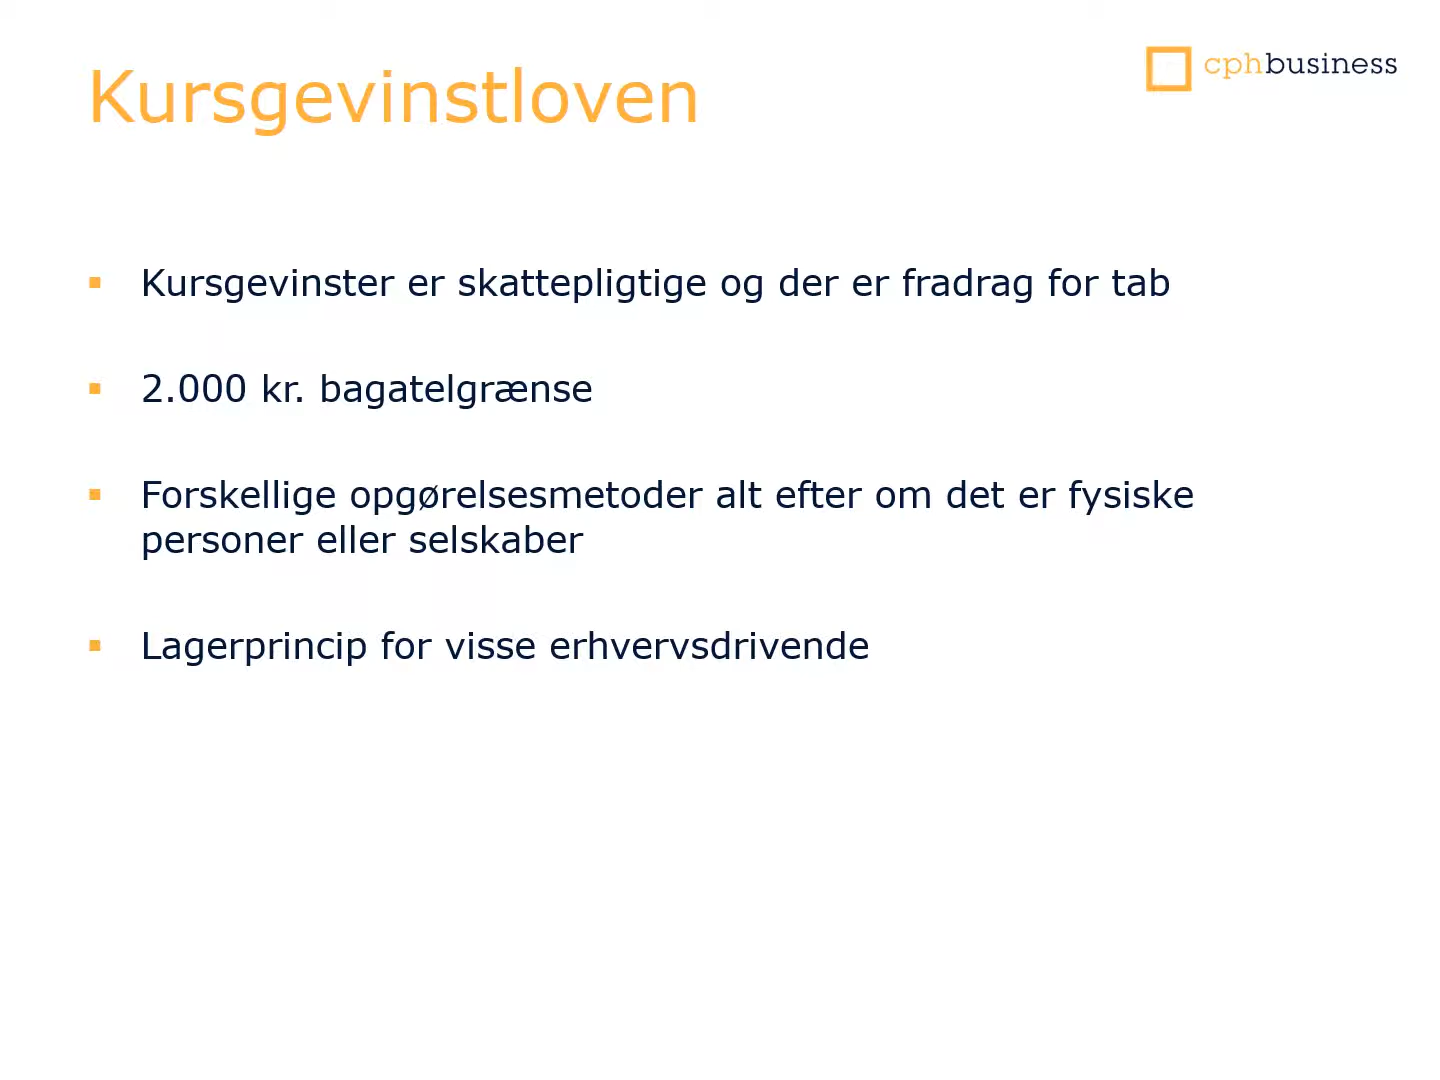 Kursgevinstloven
cphbusiness
▪ Kursgevinster er skattepligtige og der er fradrag for tab
▪ 2.000 kr. bagatelgrænse
▪ Forskellige opgørelsesmetoder alt efter om det er fysiske
personer eller selskaber
▪ Lagerprincip for visse erhvervsdrivende